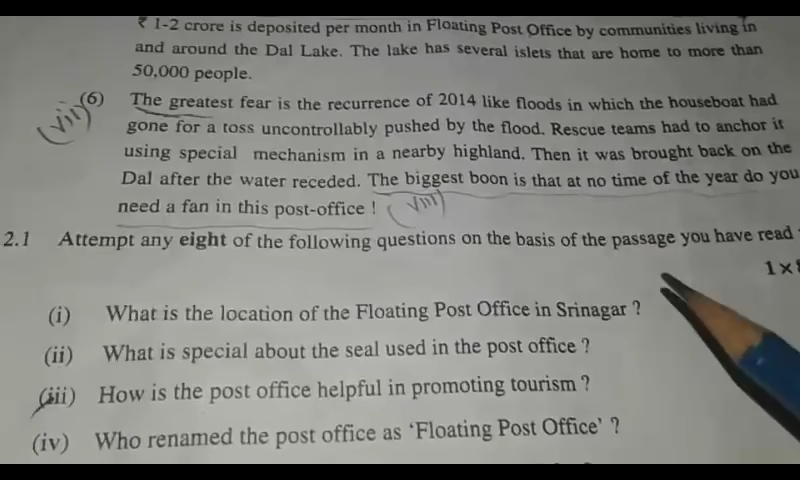 ₹ 1-2 crore is deposited per month in Floating Post Office by communities living in
and around the Dal Lake. The lake has several islets that are home to more than
50,000 people.
(6) The greatest fear is the recurrence of 2014 like floods in which the houseboat had
(vii) gone for a toss uncontrollably pushed by the flood. Rescue teams had to anchor it
using special mechanism in a nearby highland. Then it was brought back on the
Dal after the water receded. The biggest boon is that at no time of the year do you
need a fan in this post-office ! (viii)
2.1 Attempt any eight of the following questions on the basis of the passage you have read
1×
(i) What is the location of the Floating Post Office in Srinagar ?
(ii) What is special about the seal used in the post office ?
(iii) How is the post office helpful in promoting tourism ?
(iv) Who renamed the post office as ‘Floating Post Office’ ?